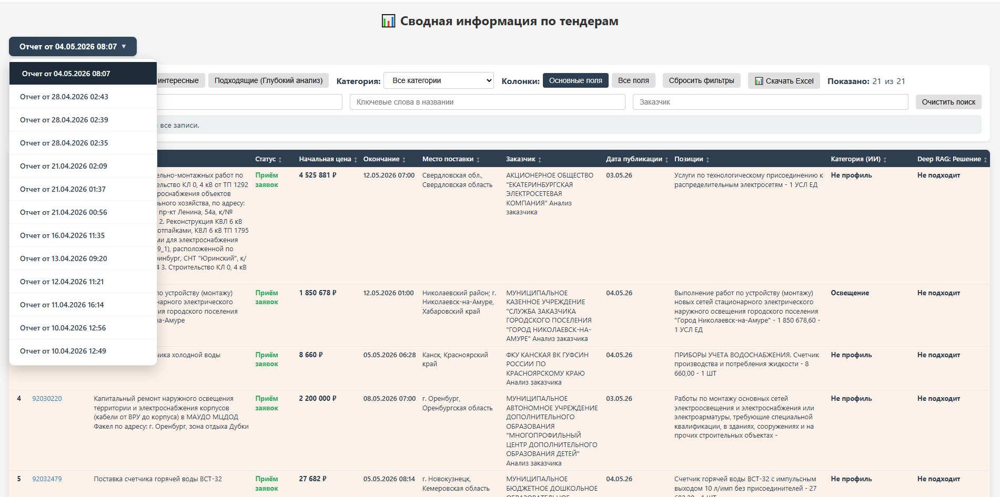 📊 Сводная информация по тендерам
Отчет от 04.05.2026 08:07 ▼
Отчет от 04.05.2026 08:07
Отчет от 28.04.2026 02:43
Отчет от 28.04.2026 02:39
Отчет от 28.04.2026 02:35
Отчет от 21.04.2026 02:09
Отчет от 21.04.2026 01:37
Отчет от 21.04.2026 00:56
Отчет от 16.04.2026 11:35
Отчет от 13.04.2026 09:20
Отчет от 12.04.2026 11:21
Отчет от 11.04.2026 16:14
Отчет от 10.04.2026 12:56
Отчет от 10.04.2026 12:49
интересные Подходящие (Глубокий анализ) Категория: Все категории Колонки: Основные поля Все поля Сбросить фильтры 📊 Скачать Excel Показано: 21 из 21
Ключевые слова в названии Заказчик Очистить поиск
все записи.
Статус ↕ Начальная цена ↕ Окончание ↕ Место поставки ↕ Заказчик ↕ Дата публикации ↕ Позиции ↕ Категория (ИИ) ↕ Deep RAG: Решение ↕
ельно-монтажных работ по
ельство КЛ 0, 4 кВ от ТП 1292
роснабжения объектов
ьного хозяйства, по адресу:
пр-кт Ленина, 54а, к/№
2. Реконструкция КВЛ 6 кВ
отпайками, КВЛ 6 кВ ТП 1795
ми для электроснабжения
9_1), расположенной по
ринбург, СНТ "Юринский", к/
4 3. Строительство КЛ 0, 4 кВ
Приём
заявок
4 525 881 ₽
12.05.2026 07:00
Свердловская обл.,
Свердловская область
АКЦИОНЕРНОЕ ОБЩЕСТВО
"ЕКАТЕРИНБУРГСКАЯ
ЭЛЕКТРОСЕТЕВАЯ
КОМПАНИЯ" Анализ
заказчика
03.05.26
Услуги по технологическому присоединению к
распределительным электросетям - 1 УСЛ ЕД
Не профиль
Не подходит
по устройству (монтажу)
нарного электрического
ия городского поселения
на-Амуре
Приём
заявок
1 850 678 ₽
12.05.2026 01:00
Николаевский район; г.
Николаевск-на-Амуре,
Хабаровский край
МУНИЦИПАЛЬНОЕ
КАЗЕННОЕ УЧРЕЖДЕНИЕ
"СЛУЖБА ЗАКАЗЧИКА
ГОРОДСКОГО ПОСЕЛЕНИЯ
"ГОРОД НИКОЛАЕВСК-НА-
АМУРЕ" Анализ заказчика
04.05.26
Выполнение работ по устройству (монтажу)
новых сетей стационарного электрического
наружного освещения городского поселения
"Город Николаевск-на-Амуре" - 1 850 678,60 -
1 УСЛ ЕД
Освещение
Не подходит
чика холодной воды
Приём
заявок
8 660 ₽
05.05.2026 06:28
Канск, Красноярский
край
ФКУ КАНСКАЯ ВК ГУФСИН
РОССИИ ПО
КРАСНОЯРСКОМУ КРАЮ
Анализ заказчика
04.05.26
ПРИБОРЫ УЧЕТА ВОДОСНАБЖЕНИЯ. Счетчик
производства и потребления жидкости - 8
660,00 - 1 ШТ
Не профиль
Не подходит
4
92030220
Капитальный ремонт наружного освещения
территории и электроснабжения корпусов
(кабели от ВРУ до корпуса) в МАУДО МЦДОД
Факел по адресу: г. Оренбург, зона отдыха Дубки
Приём
заявок
2 200 000 ₽
08.05.2026 07:00
г. Оренбург,
Оренбургская область
МУНИЦИПАЛЬНОЕ
АВТОНОМНОЕ УЧРЕЖДЕНИЕ
ДОПОЛНИТЕЛЬНОГО
ОБРАЗОВАНИЯ
"МНОГОПРОФИЛЬНЫЙ
ЦЕНТР ДОПОЛНИТЕЛЬНОГО
ОБРАЗОВАНИЯ ДЕТЕЙ"
Анализ заказчика
03.05.26
Работы по монтажу основных сетей
электроосвещения и электроснабжения или
электроарматуры, требующие специальной
квалификации, в зданиях, сооружениях и на
прочих строительных объектах -
Не профиль
Не подходит
5
92032479
Поставка счетчика горячей воды ВСТ-32
Приём
заявок
27 682 ₽
05.05.2026 08:14
г. Новокузнецк,
Кемеровская область
МУНИЦИПАЛЬНОЕ
БЮДЖЕТНОЕ ДОШКОЛЬНОЕ
04.05.26
Счетчик горячей воды ВСТ-32 с импульсным
выходом 10 л/имп без присоединителей - 27
Не профиль
Не подходит